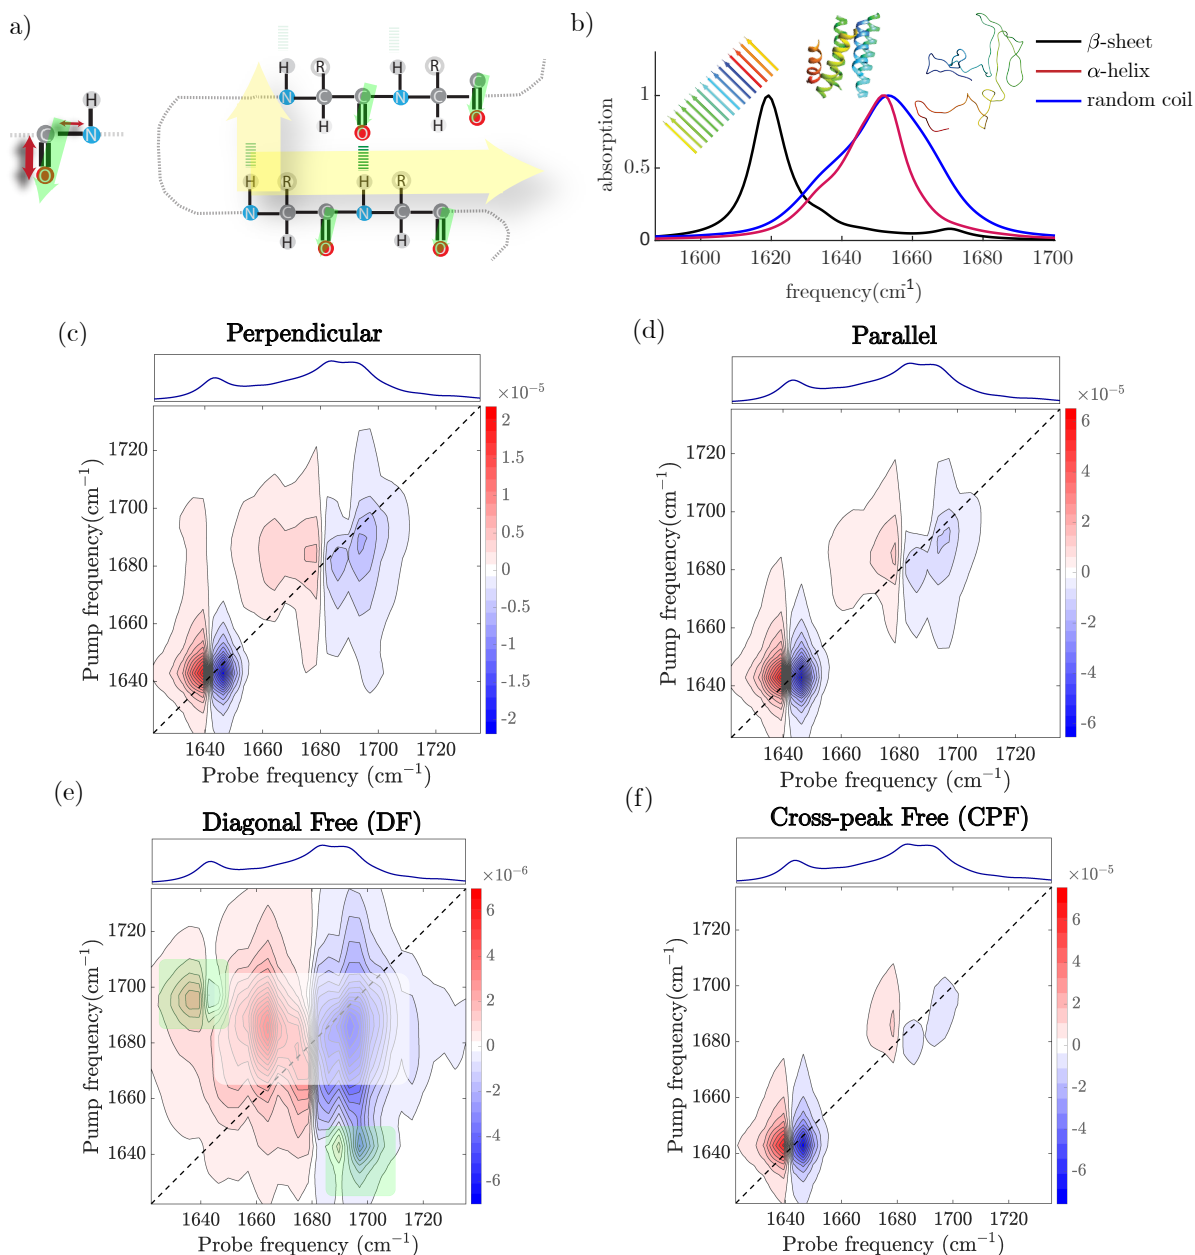 a)
H
C
N
O
H
R
H
C
N
C
C
N
C
C
H
O
H
O
H
R
H
R
N
C
C
N
C
C
H
O
H
O
b)
β-sheet
α-helix
random coil
absorption
1
0.5
0
1600
1620
1640
1660
1680
1700
frequency(cm-1)
(c)
Perpendicular
×10−5
Pump frequency(cm−1)
1720
1700
1680
1660
1640
1640
1660
1680
1700
1720
Probe frequency (cm−1)
2
1.5
1
0.5
0
-0.5
-1
-1.5
-2
(d)
Parallel
×10−5
Pump frequency(cm−1)
1720
1700
1680
1660
1640
1640
1660
1680
1700
1720
Probe frequency (cm−1)
6
4
2
0
-2
-4
-6
(e)
Diagonal Free (DF)
×10−6
Pump frequency(cm−1)
1720
1700
1680
1660
1640
1640
1660
1680
1700
1720
Probe frequency (cm−1)
6
4
2
0
-2
-4
-6
(f)
Cross-peak Free (CPF)
×10−5
Pump frequency(cm−1)
1720
1700
1680
1660
1640
1640
1660
1680
1700
1720
Probe frequency (cm−1)
6
4
2
0
-2
-4
-6